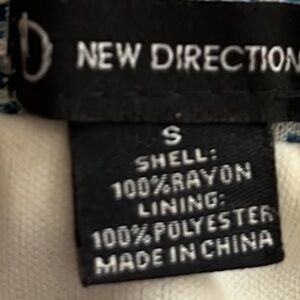 D NEW DIRECTION
S
SHELL:
100%RAYON
LINING:
100%POLYESTER
MADE IN CHINA